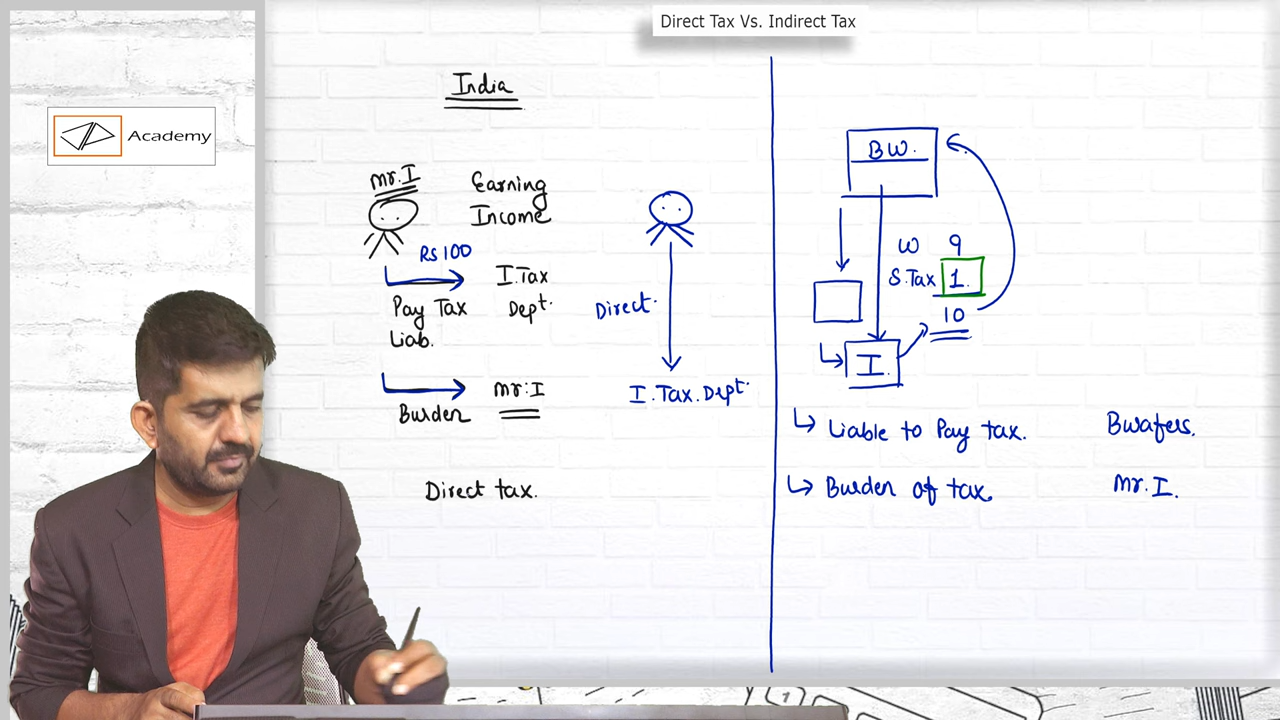 Direct Tax Vs. Indirect Tax
Academy
India
Mr. I
Earning
Income
RS 100
I.Tax
Dept.
Pay Tax
Liab.
Burden
Mr. I
Direct tax.
Direct.
I. Tax. Dept.
BW.
W 9
S.Tax 1.
10
I.
Liable to Pay tax. Bwafers.
Burden of tax. Mr. I.